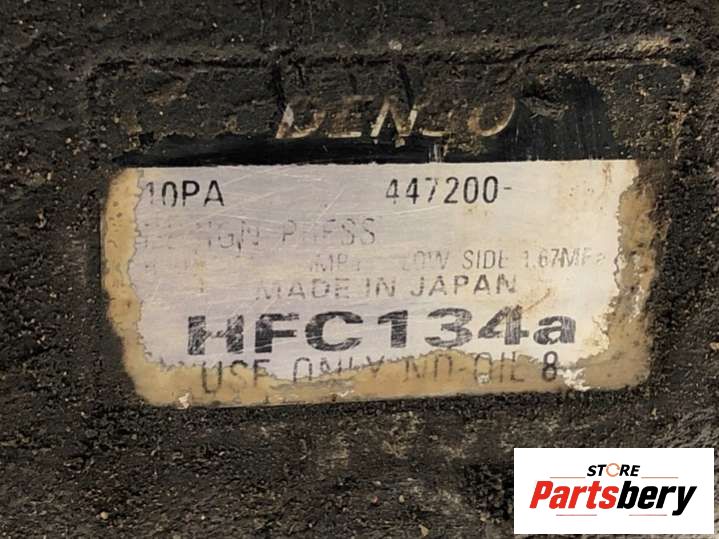 DENSO
10PA 447200-
DESIGN PRESS
LOW SIDE 1.67MPa
MADE IN JAPAN
HFC134a
USE ONLY ND-OIL 8
STORE
Partsbery